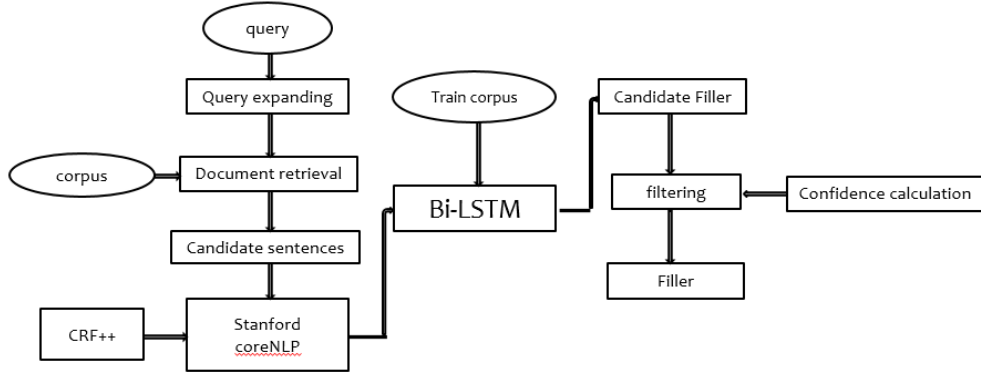 query
Query expanding
corpus
Document retrieval
Candidate sentences
CRF++
Stanford
coreNLP
Train corpus
Bi-LSTM
Candidate Filler
filtering
Confidence calculation
Filler